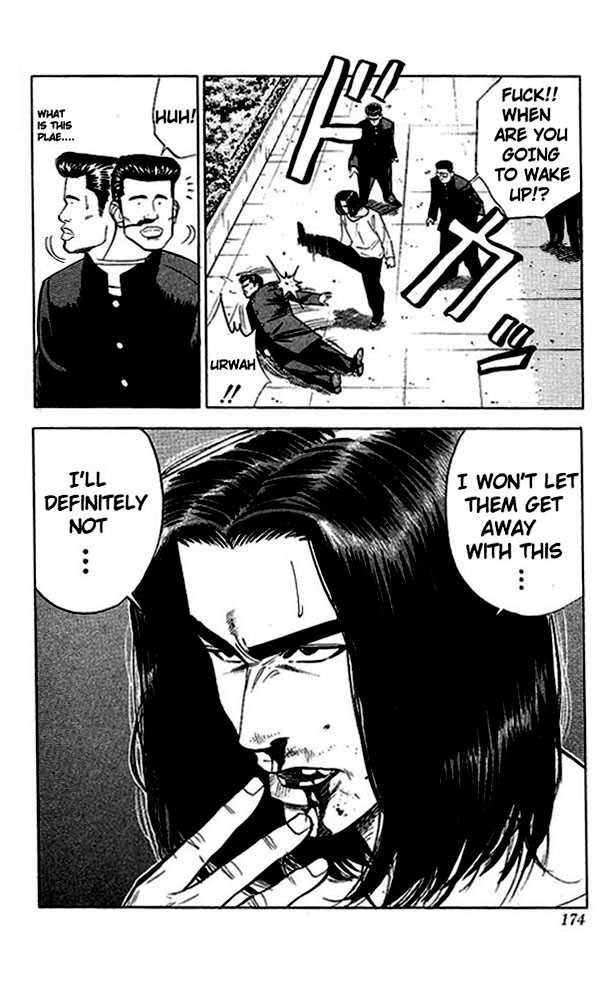 FUCK!!
WHEN
ARE YOU
GOING
TO WAKE
UP!?
ド
カッ
URWAH
!!
HUH!
WHAT
IS THIS
PLAE....
I WON'T LET
THEM GET
AWAY
WITH THIS
...
I'LL
DEFINITELY
NOT
...
174